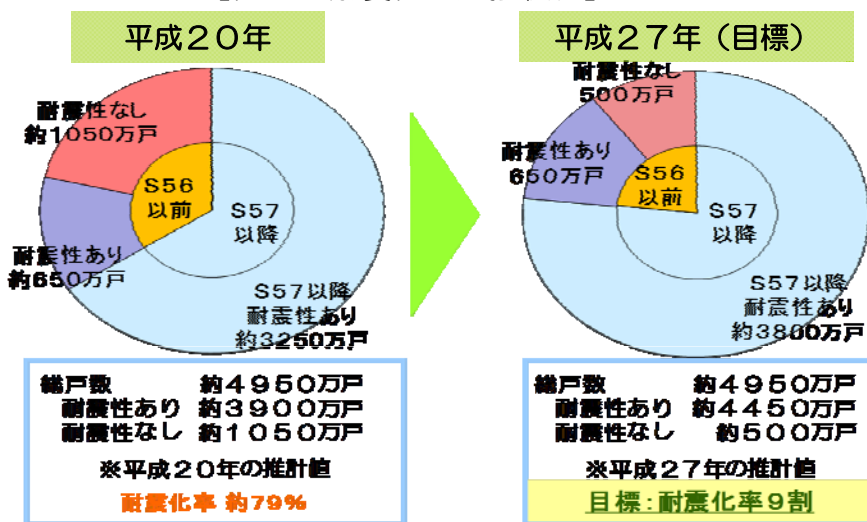 平成２０年
耐震性なし
約1050万戸
S56
以前
S57
以降
耐震性あり
約650万戸
S57以降
耐震性あり
約3250万戸
総戸数 約４９５０万戸
耐震性あり 約３９００万戸
耐震性なし 約１０５０万戸
※平成２０年の推計値
耐震化率 約79%
平成２７年（目標）
耐震性なし
500万戸
耐震性あり
650万戸
S56
以前
S57
以降
S57以降
耐震性あり
約3800万戸
総戸数 約４９５０万戸
耐震性あり 約４４５０万戸
耐震性なし 約５００万戸
※平成２７年の推計値
目標：耐震化率９割